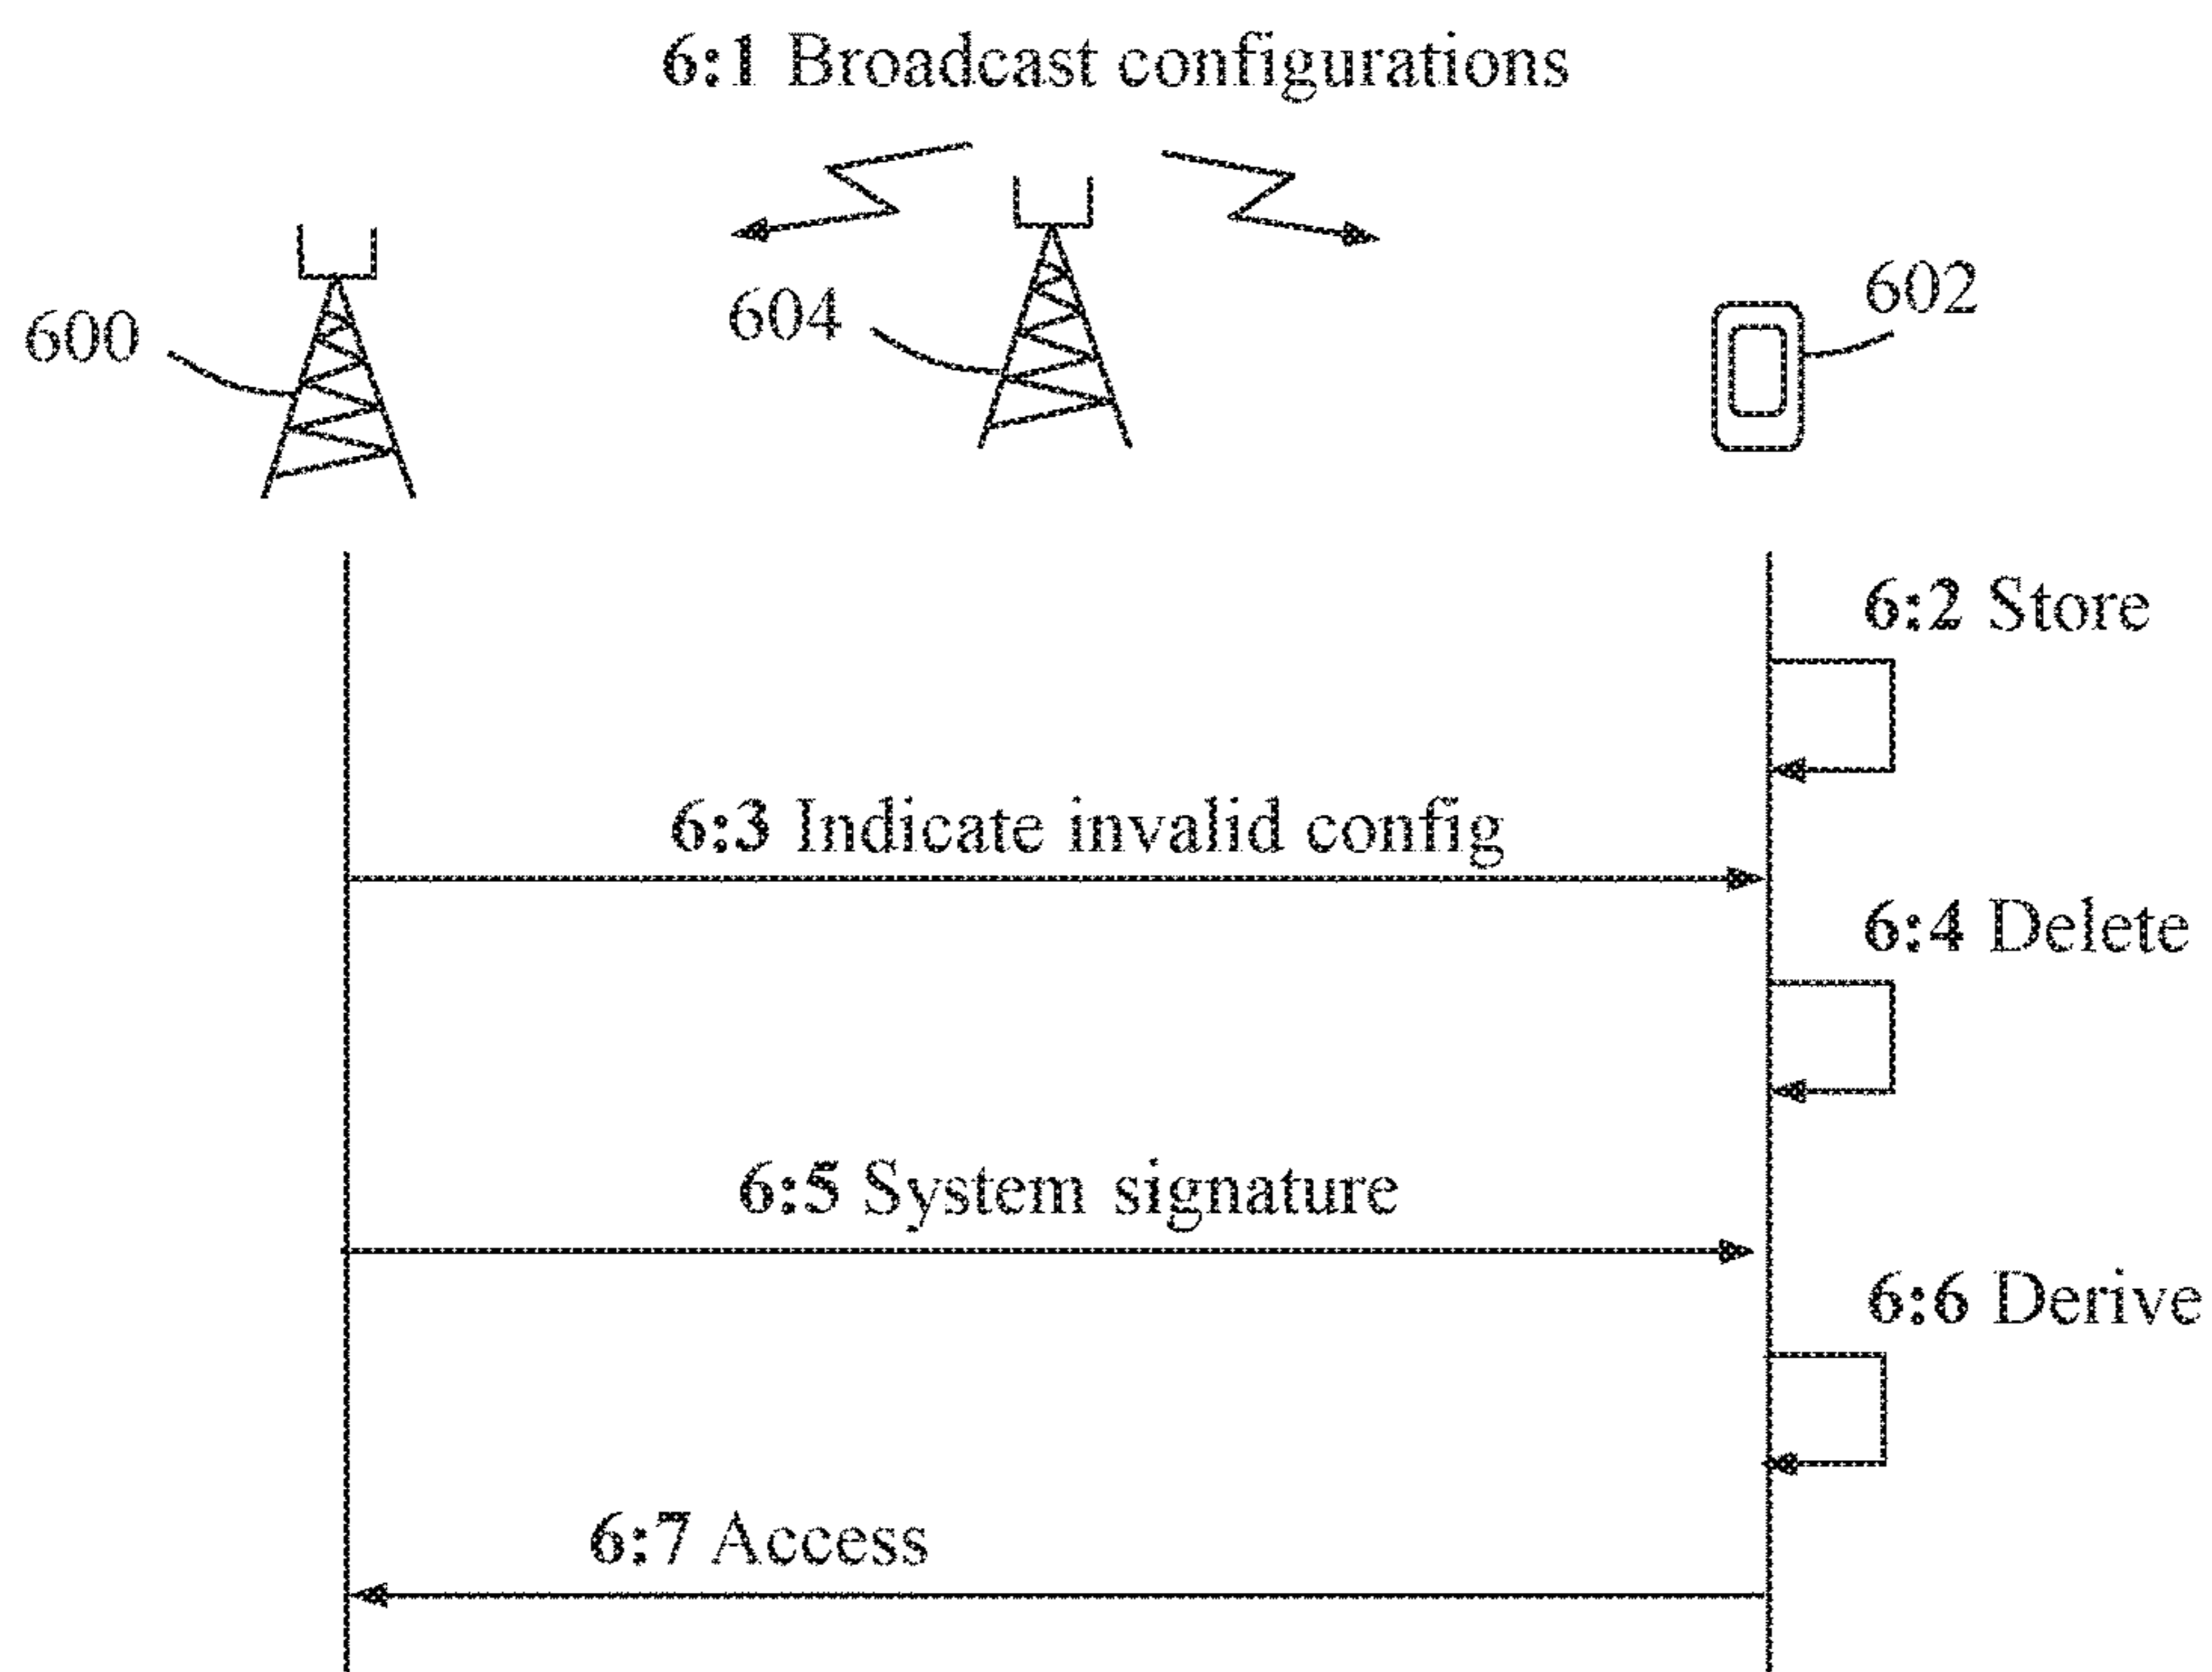 6:1 Broadcast configurations
600
604
602
6:2 Store
6:3 Indicate invalid config
6:4 Delete
6:5 System signature
6:6 Derive
6:7 Access